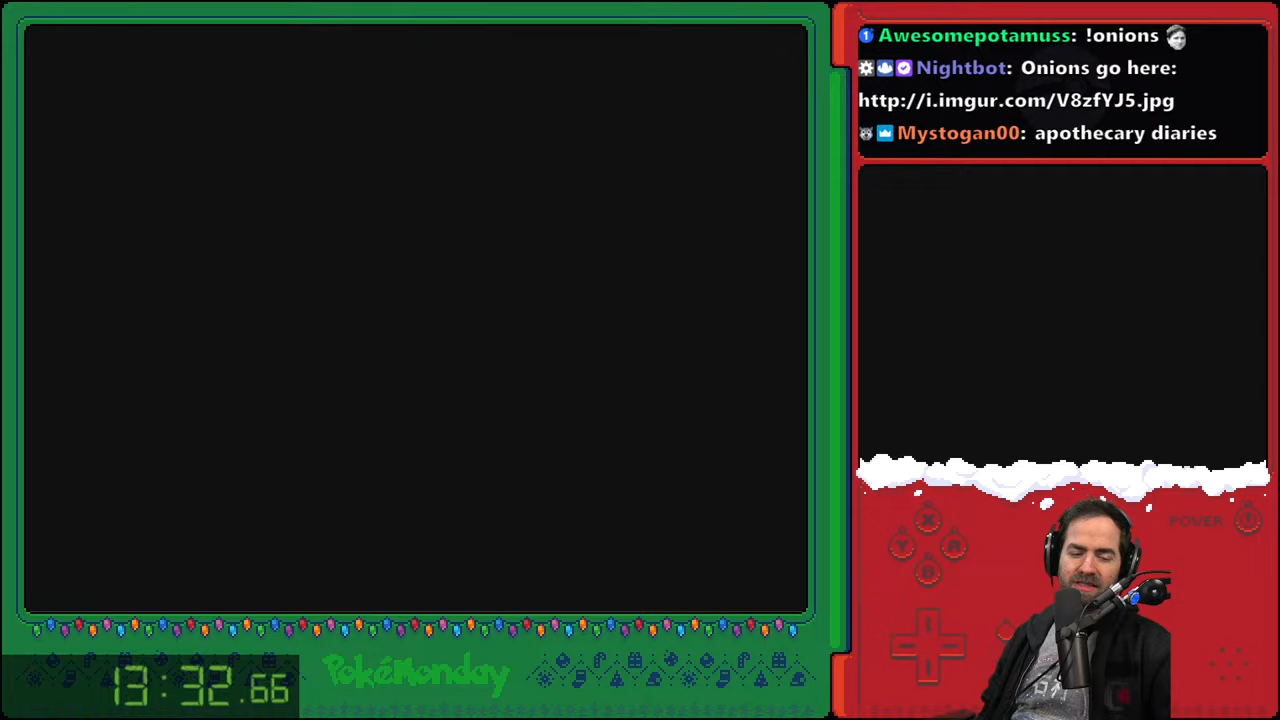 Awesomepotamuss: !onions
Nightbot: Onions go here:
http://i.imgur.com/V8zfYJ5.jpg
Mystogan00: apothecary diaries
X
POWER
Y
A
B
13:32.66
PokéMonday